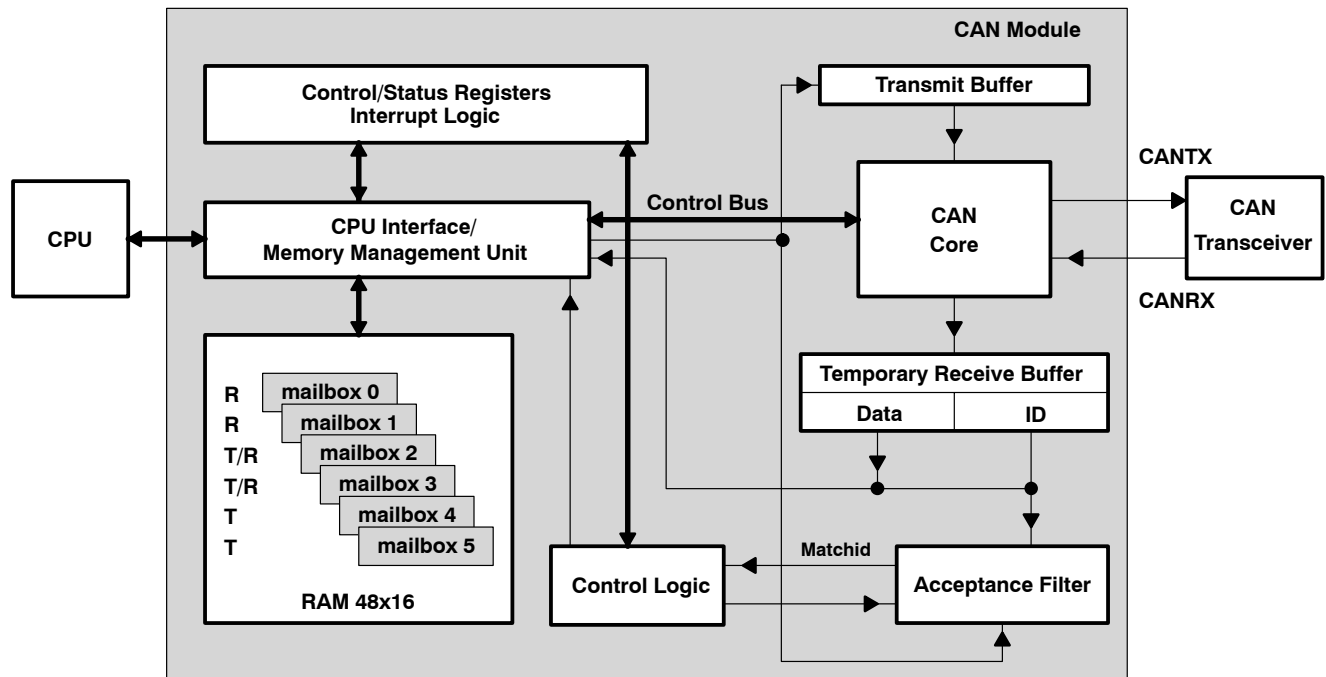 CAN Module
Control/Status Registers
Interrupt Logic
Transmit Buffer
CANTX
CPU
CPU Interface/
Memory Management Unit
Control Bus
CAN
Core
CAN
Transceiver
CANRX
Temporary Receive Buffer
Data
ID
R
mailbox 0
R
mailbox 1
T/R
mailbox 2
T/R
mailbox 3
T
mailbox 4
T
mailbox 5
RAM 48x16
Control Logic
Matchid
Acceptance Filter